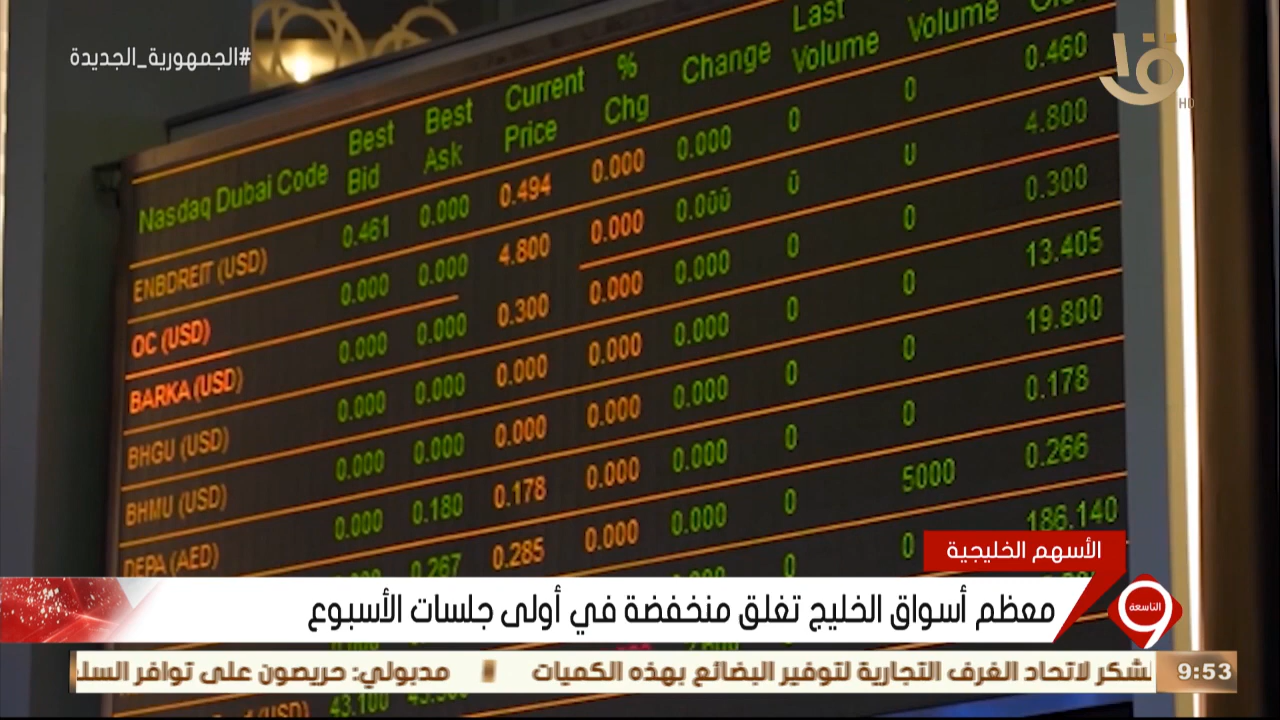 #الجمهورية_الجديدة
HD
Nasdaq Dubai Code Best Bid Best Ask Current Price % Chg Change Last Volume Volume
ENBDREIT (USD) 0.461 0.000 0.494 0.000 0.000 0 0 0.460
OC (USD) 0.000 0.000 4.800 0.000 0.000 0 0 4.800
BARKA (USD) 0.000 0.000 0.300 0.000 0.000 0 0 0.300
BHGU (USD) 0.000 0.000 0.000 0.000 0.000 0 0 13.405
BHMU (USD) 0.000 0.000 0.000 0.000 0.000 0 0 19.800
DEPA (AED) 0.000 0.180 0.178 0.000 0.000 0 0 0.178
0.267 0.285 0.000 0.000 0 5000 0.266
0 0 186.140
الأسهم الخليجية
معظم أسواق الخليج تغلق منخفضة في أولى جلسات الأسبوع
التاسعة
9:53 لشكر لاتحاد الغرف التجارية لتوفير البضائع بهذه الكميات مدبولي: حريصون على توافر
43.100